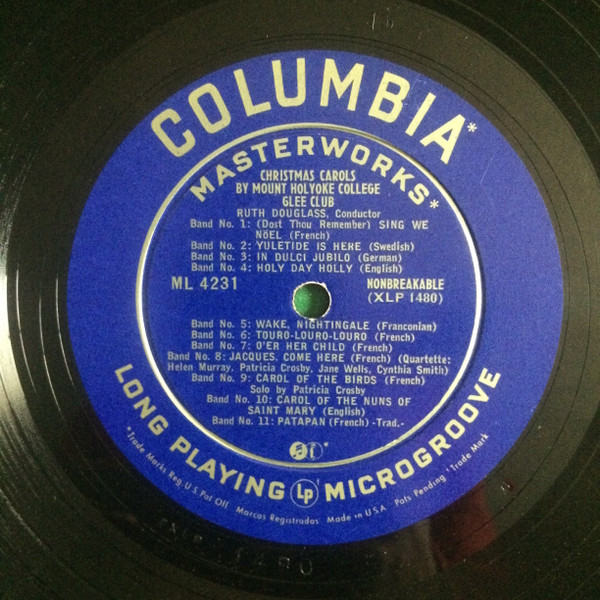 COLUMBIA*
MASTERWORKS*
CHRISTMAS CAROLS
BY MOUNT HOLYOKE COLLEGE
GLEE CLUB
RUTH DOUGLASS, Conductor
Band No. 1: (Dost Thou Remember) SING WE
NÖEL (French)
Band No. 2: YULETIDE IS HERE (Swedish)
Band No. 3: IN DULCI JUBILO (German)
Band No. 4: HOLY DAY HOLLY (English)
ML 4231
NONBREAKABLE
(XLP 1480)
Band No. 5: WAKE, NIGHTINGALE (Franconian)
Band No. 6: TOURO-LOURO-LOURO (French)
Band No. 7: O'ER HER CHILD (French)
Band No. 8: JACQUES, COME HERE (French) (Quartette:
Helen Murray, Patricia Crosby, Jane Wells, Cynthia Smith)
Band No. 9: CAROL OF THE BIRDS (French)
Solo by Patricia Crosby
Band No. 10: CAROL OF THE NUNS OF
SAINT MARY (English)
Band No. 11: PATAPAN (French) -Trad.-
LONG PLAYING Lp MICROGROOVE
*Trade Marks Reg. U.S. Pat Off Marcas Registradas Made in U.S.A Pats Pending *Trade Mark
1480